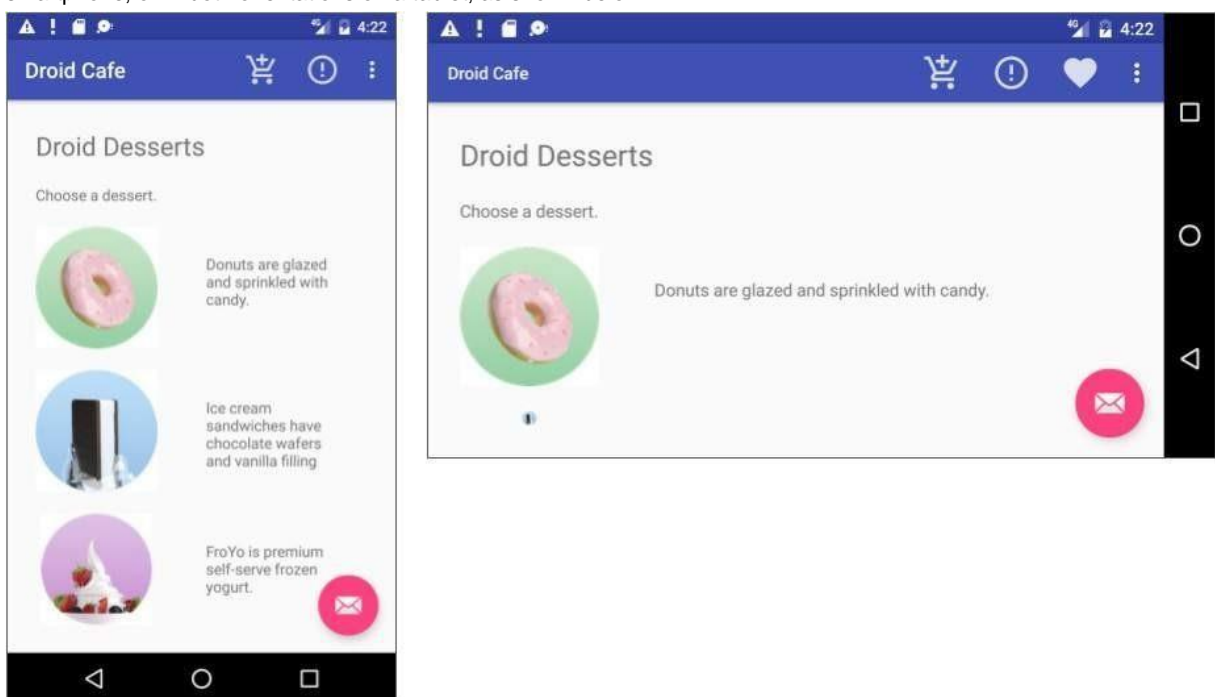 4:22
Droid Cafe
Droid Desserts
Choose a dessert.
Donuts are glazed
and sprinkled with
candy.
Ice cream
sandwiches have
chocolate wafers
and vanilla filling
FroYo is premium
self-serve frozen
yogurt.
4G
4:22
Droid Cafe
Droid Desserts
Choose a dessert.
Donuts are glazed and sprinkled with candy.